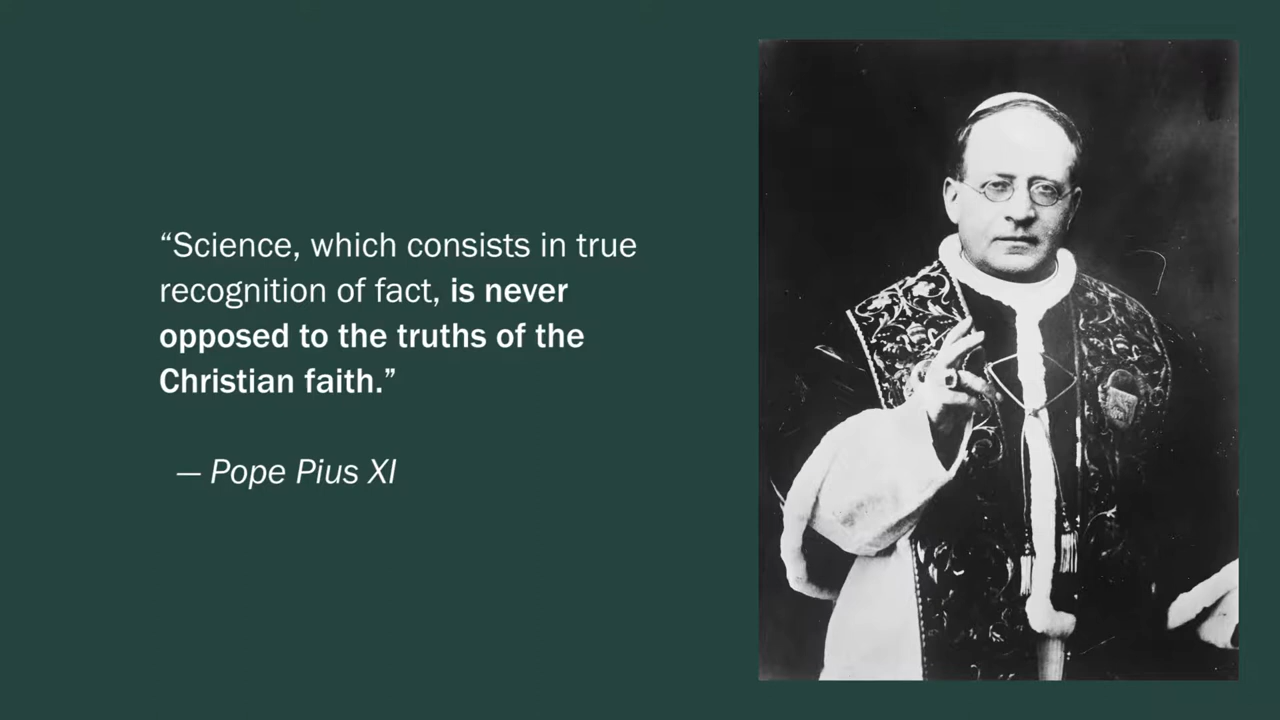 “Science, which consists in true
recognition of fact, is never
opposed to the truths of the
Christian faith.”
— Pope Pius XI